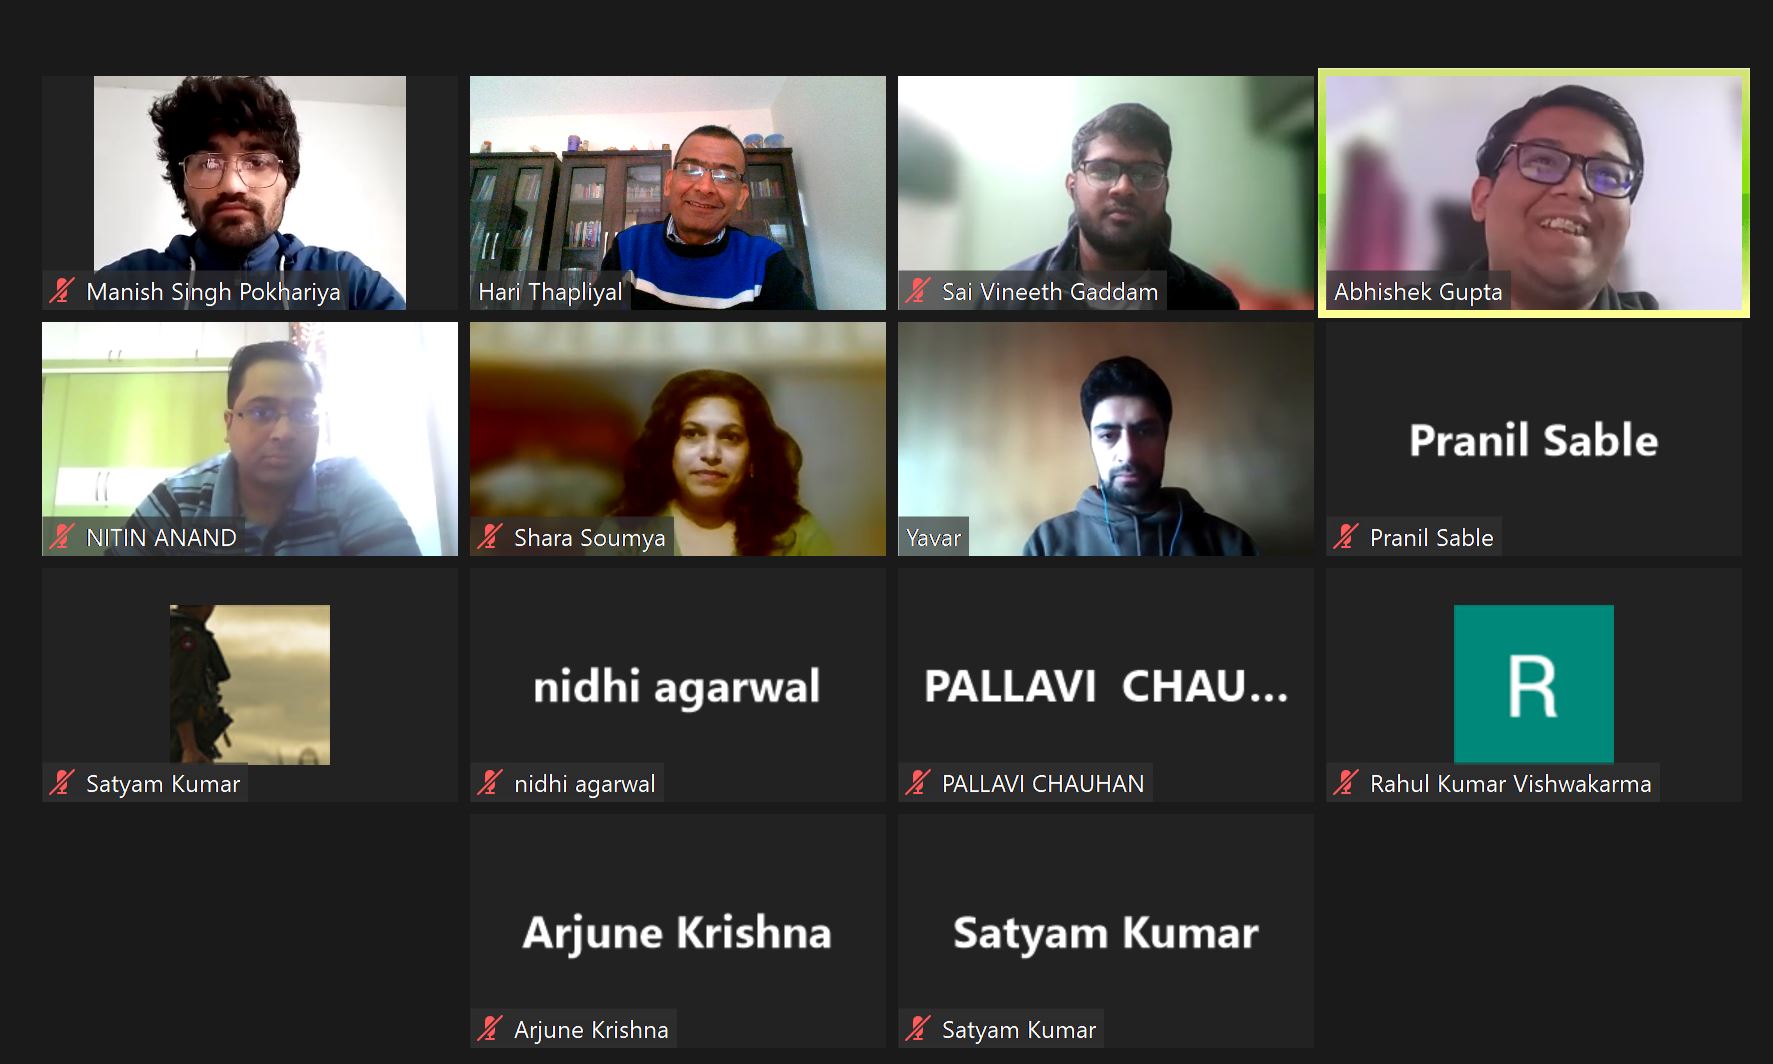 Manish Singh Pokhariya
Hari Thapliyal
Sai Vineeth Gaddam
Abhishek Gupta
NITIN ANAND
Shara Soumya
Yavar
Pranil Sable
Pranil Sable
Satyam Kumar
nidhi agarwal
nidhi agarwal
PALLAVI CHAU...
PALLAVI CHAUHAN
R
Rahul Kumar Vishwakarma
Arjune Krishna
Arjune Krishna
Satyam Kumar
Satyam Kumar